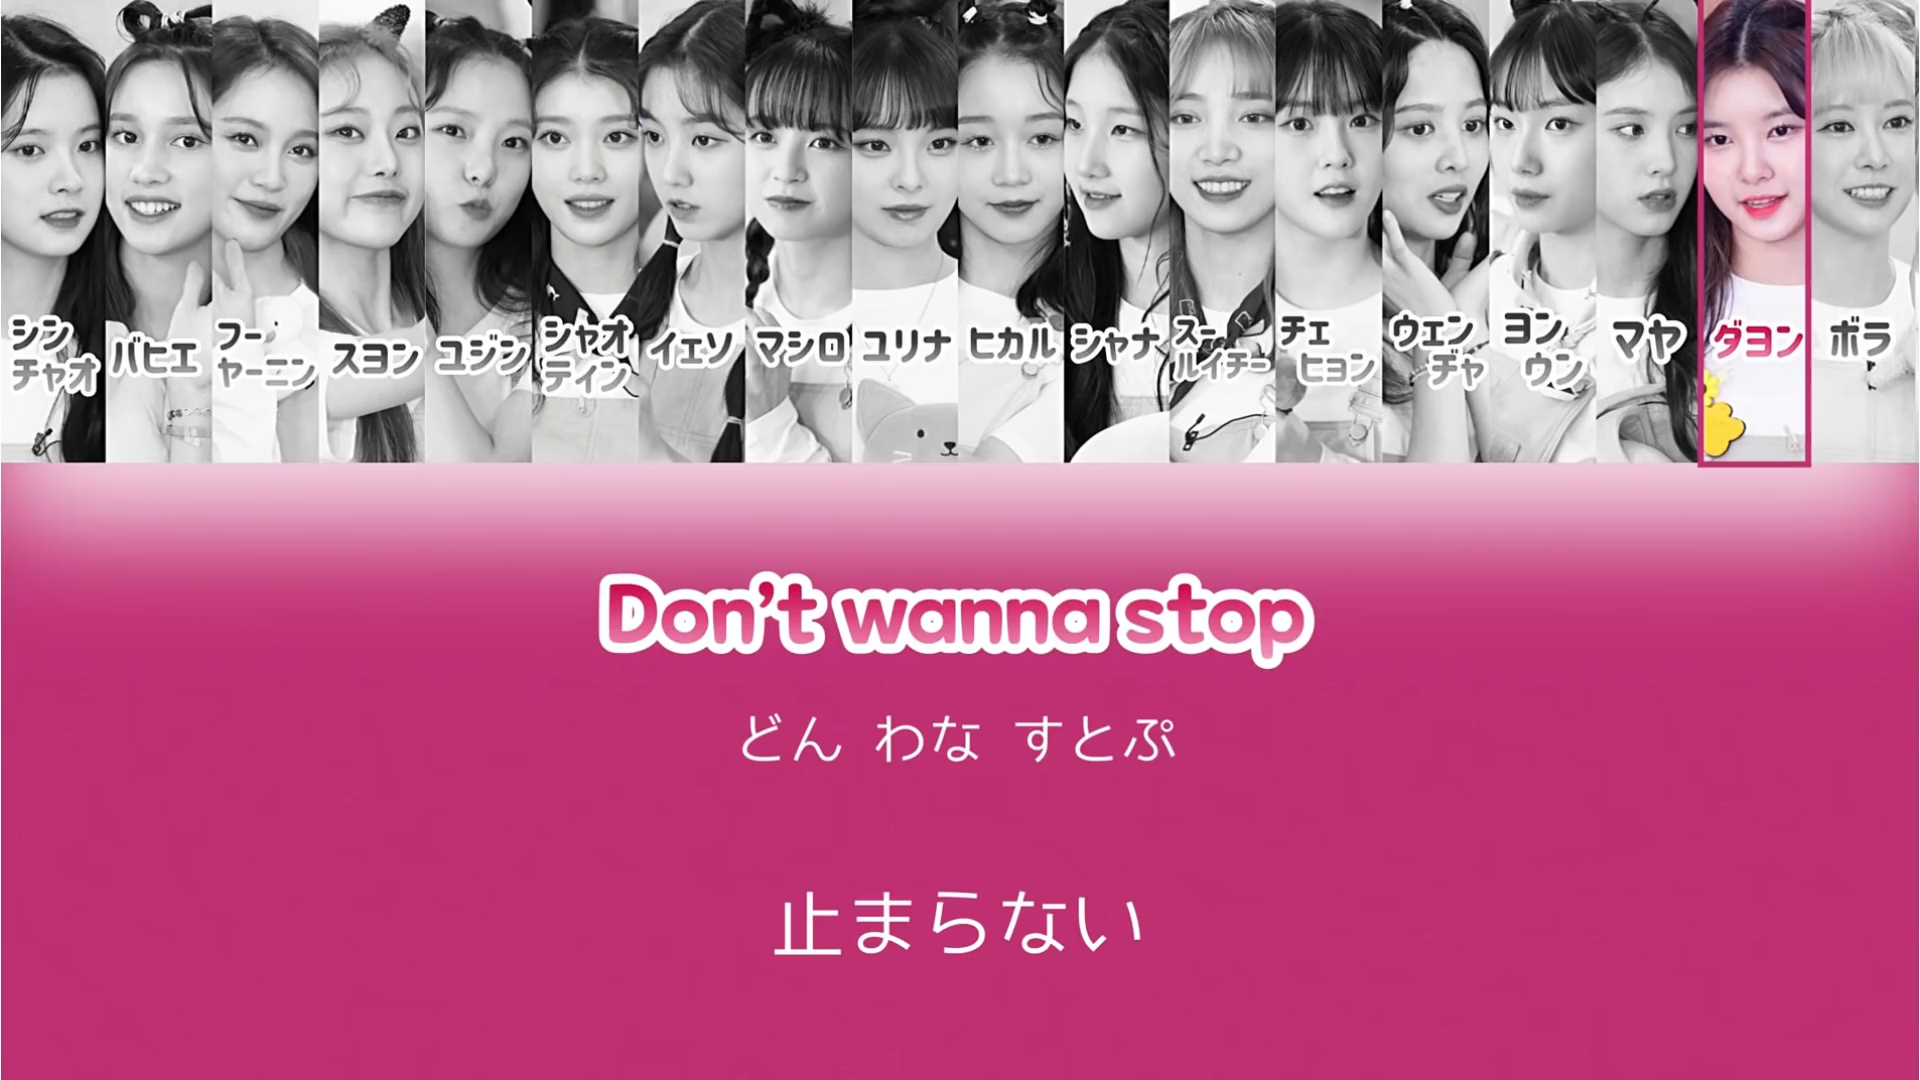 シン
チャオ
バヒエ
フー
ヤーニン
スヨン
ユジン
シャオ
ティン
イェソ
マシロ
ユリナ
ヒカル
シャナ
スー
ルイチー
チェ
ヒョン
ウェン
ヂャ
ヨン
ウン
マヤ
ダヨン
ボラ
Don't wanna stop
どん わな すとぷ
止まらない